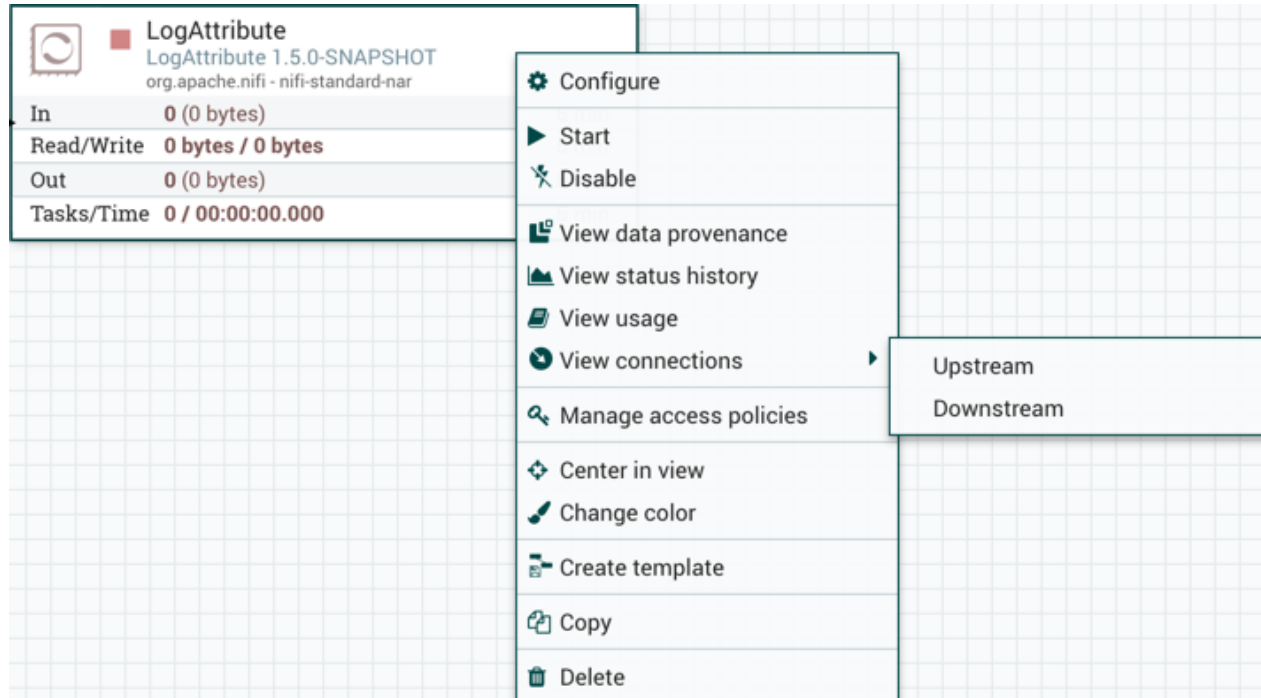 LogAttribute
LogAttribute 1.5.0-SNAPSHOT
org.apache.nifi - nifi-standard-nar
In 0 (0 bytes)
Read/Write 0 bytes / 0 bytes
Out 0 (0 bytes)
Tasks/Time 0 / 00:00:00.000
Configure
Start
Disable
View data provenance
View status history
View usage
View connections
Upstream
Downstream
Manage access policies
Center in view
Change color
Create template
Copy
Delete